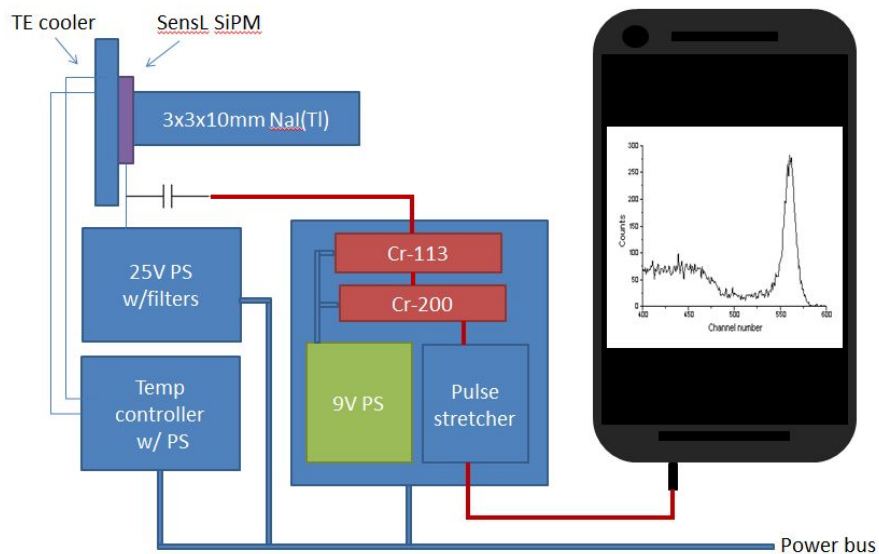 TE cooler
SensL SiPM
3x3x10mm NaI(Tl)
25V PS
w/filters
Temp
controller
w/ PS
Cr-113
Cr-200
9V PS
Pulse
stretcher
Counts
300
250
200
150
100
50
0
400
450
500
550
600
Channel number
Power bus